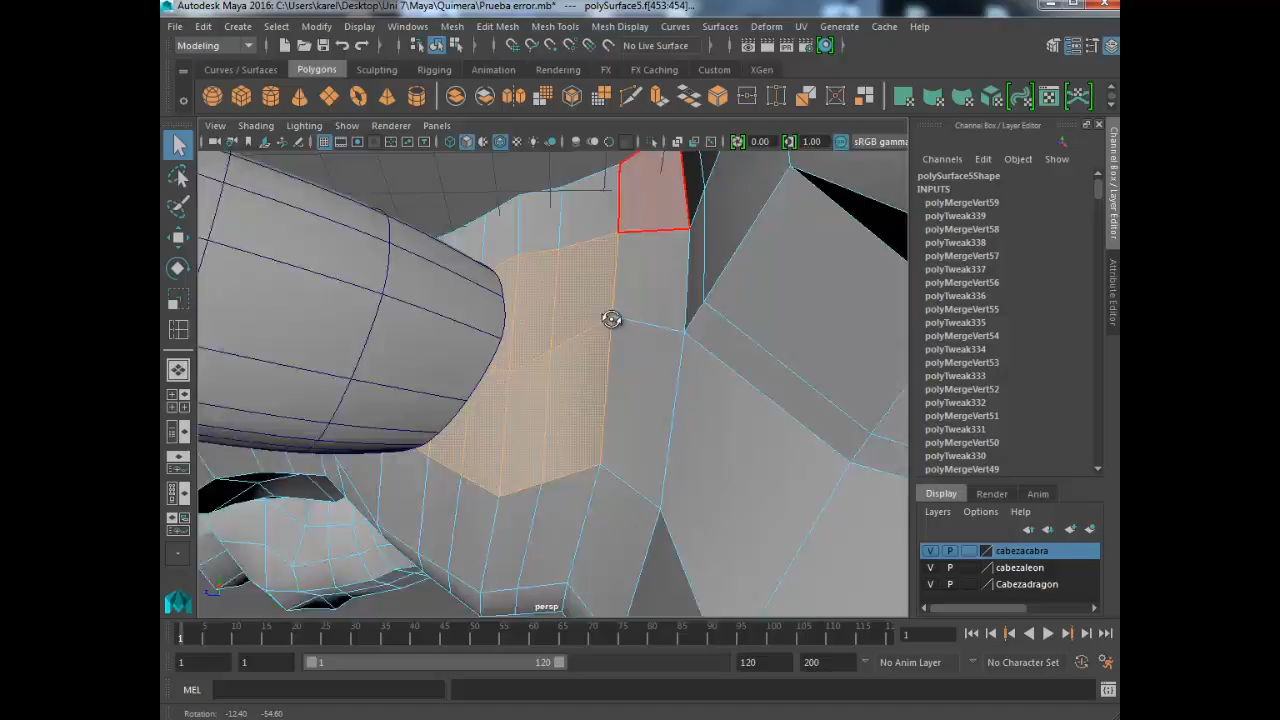 Autodesk Maya 2016: C:\Users\karel\Desktop\Uni 7\Maya\Quimera\Prueba error.mb* --- polySurface5.f[453:454]...
File Edit Create Select Modify Display Windows Mesh Edit Mesh Mesh Tools Mesh Display Curves Surfaces Deform UV Generate Cache Help
Modeling No Live Surface
Curves / Surfaces Polygons Sculpting Rigging Animation Rendering FX FX Caching Custom XGen
View Shading Lighting Show Renderer Panels
0.00 1.00 sRGB gamma
Channel Box / Layer Editor
Channels Edit Object Show
polySurface5Shape
INPUTS
polyMergeVert59
polyTweak339
polyMergeVert58
polyTweak338
polyMergeVert57
polyTweak337
polyMergeVert56
polyTweak336
polyMergeVert55
polyTweak335
polyMergeVert54
polyTweak334
polyMergeVert53
polyTweak333
polyMergeVert52
polyTweak332
polyMergeVert51
polyTweak331
polyMergeVert50
polyTweak330
polyMergeVert49
Channel Box / Layer Editor
Attribute Editor
Display Render Anim
Layers Options Help
V P cabezacabra
V P cabezaleon
V P Cabezadragon
persp
5 10 15 20 25 30 35 40 45 50 55 60 65 70 75 80 85 90 95 100 105 110 115 12
1 1
1 1 1 120 120 200 No Anim Layer No Character Set
MEL
Rotation: -12.40 -54.60